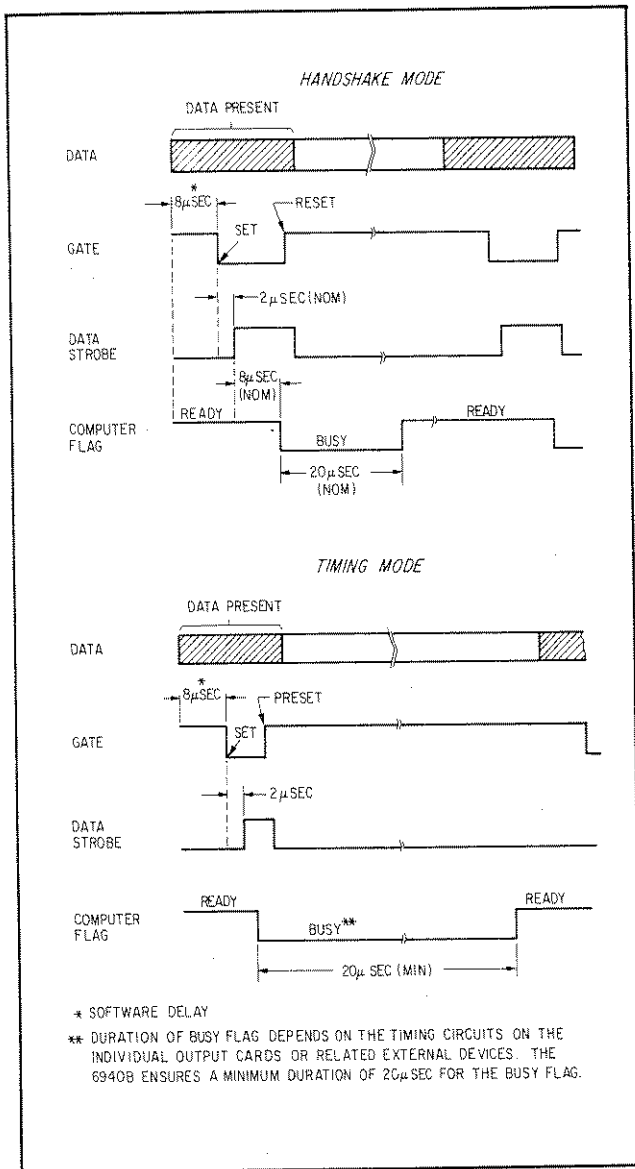 HANDSHAKE MODE
DATA PRESENT
DATA
*
8μSEC
RESET
SET
GATE
2μSEC (NOM)
DATA
STROBE
8μSEC
(NOM)
READY
READY
COMPUTER
FLAG
BUSY
20μSEC
(NOM)
TIMING MODE
DATA PRESENT
DATA
*
8μSEC
PRESET
SET
GATE
2μSEC
DATA
STROBE
READY
READY
COMPUTER
FLAG
BUSY**
20μSEC (MIN)
* SOFTWARE DELAY
** DURATION OF BUSY FLAG DEPENDS ON THE TIMING CIRCUITS ON THE
INDIVIDUAL OUTPUT CARDS OR RELATED EXTERNAL DEVICES. THE
6940B ENSURES A MINIMUM DURATION OF 20μSEC FOR THE BUSY FLAG.